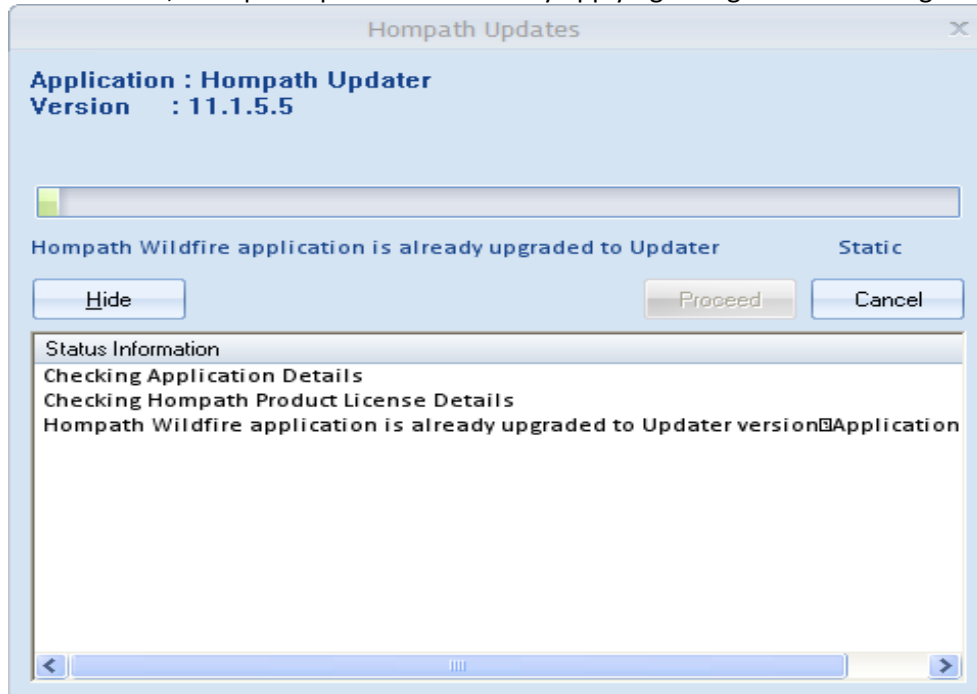 Hompath Updates
Application : Hompath Updater
Version : 11.1.5.5
Hompath Wildfire application is already upgraded to Updater Static
Hide Proceed Cancel
Status Information
Checking Application Details
Checking Hompath Product License Details
Hompath Wildfire application is already upgraded to Updater version Application